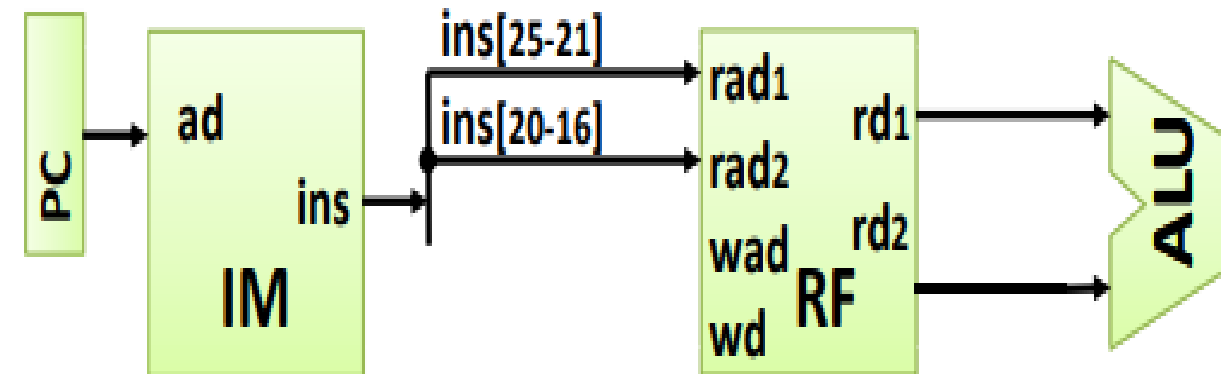 PC
ad
ins
IM
ins[25-21]
ins[20-16]
rad1
rad2
wad
wd
rd1
rd2
RF
ALU